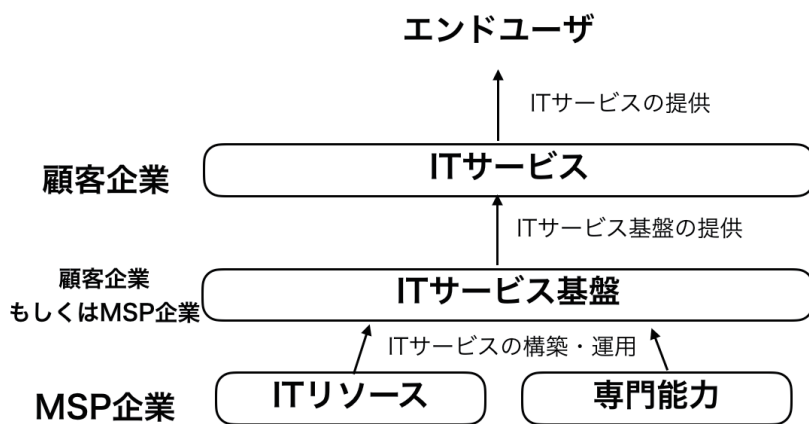 エンドユーザ
ITサービスの提供
顧客企業
ITサービス
ITサービス基盤の提供
顧客企業
もしくはMSP企業
ITサービス基盤
ITサービスの構築・運用
MSP企業
ITリソース
専門能力